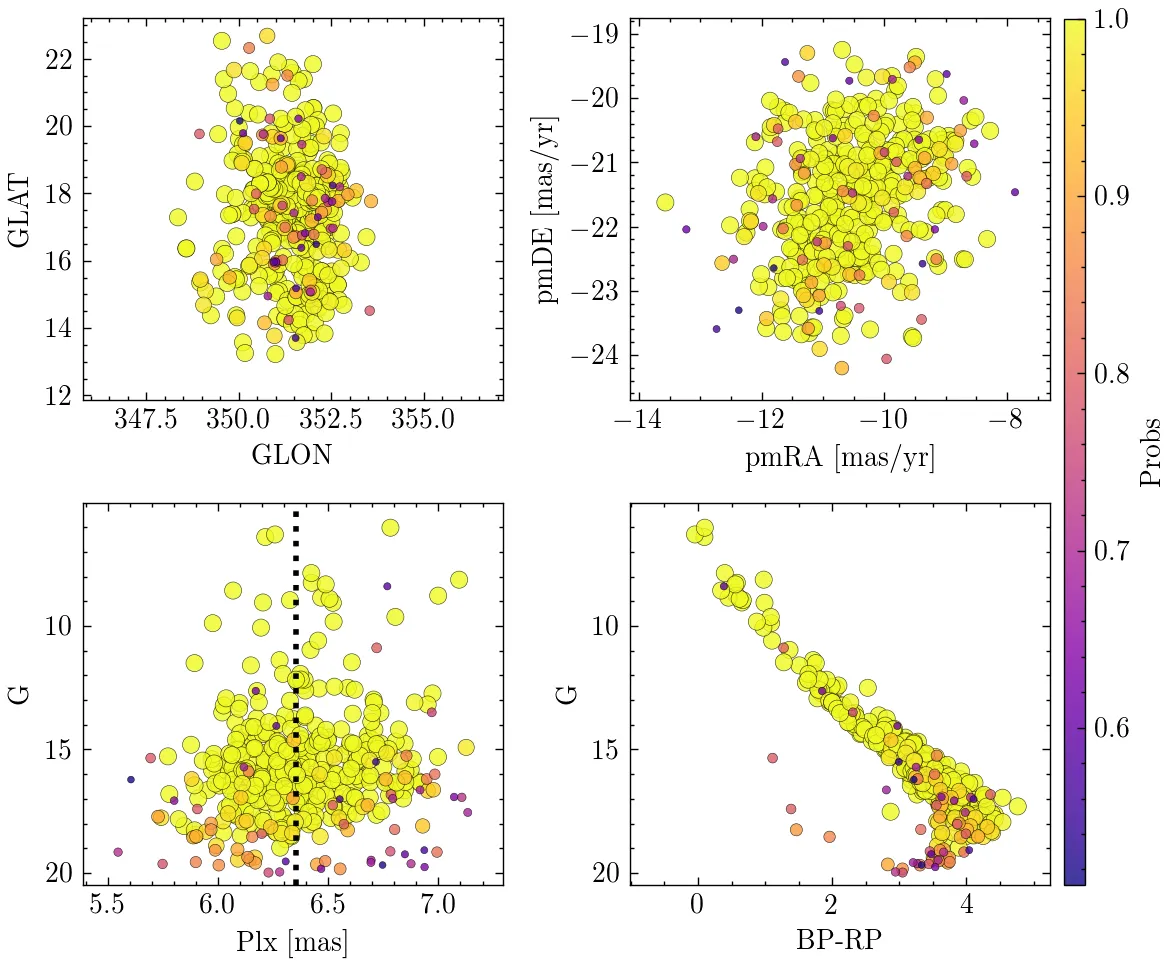 22
20
18
16
14
12
GLAT
347.5 350.0 352.5 355.0
GLON
−19
−20
−21
−22
−23
−24
pmDE [mas/yr]
−14 −12 −10 −8
pmRA [mas/yr]
10
15
20
G
5.5 6.0 6.5 7.0
Plx [mas]
10
15
20
G
0 2 4
BP-RP
1.0
0.9
0.8
0.7
0.6
Probs